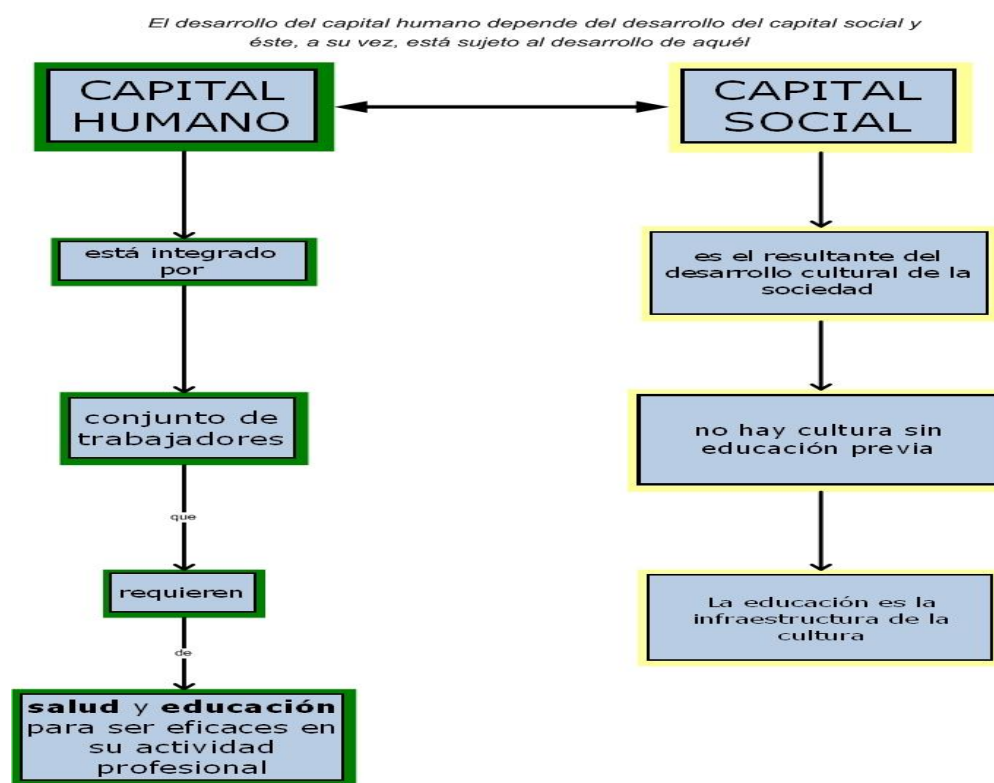 El desarrollo del capital humano depende del desarrollo del capital social y
éste, a su vez, está sujeto al desarrollo de aquél
CAPITAL
HUMANO
está integrado
por
conjunto de
trabajadores
que
requieren
de
salud y educación
para ser eficaces en
su actividad
profesional
CAPITAL
SOCIAL
es el resultante del
desarrollo cultural de la
sociedad
no hay cultura sin
educación previa
La educación es la
infraestructura de la
cultura